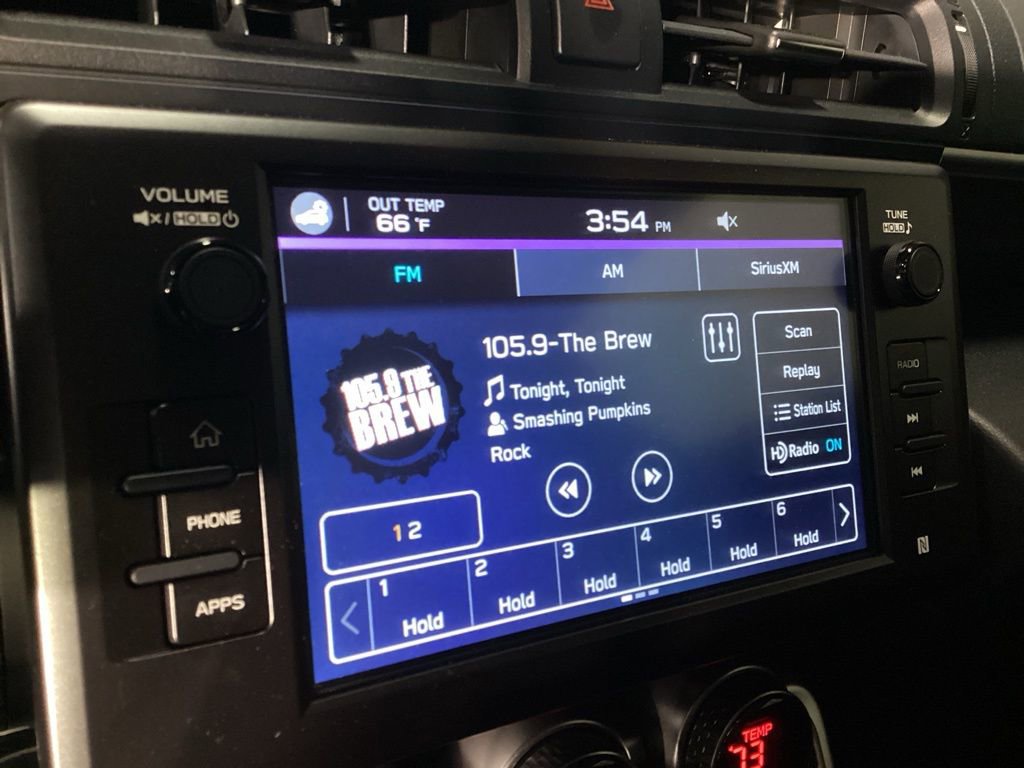 VOLUME
/ HOLD
OUT TEMP
66 °F
3:54 PM
TUNE
HOLD
FM
AM
SiriusXM
105.9 THE
BREW
105.9-The Brew
Tonight, Tonight
Smashing Pumpkins
Rock
Scan
Replay
Station List
HD Radio ON
RADIO
PHONE
APPS
1 2
1 Hold
2 Hold
3 Hold
4 Hold
5 Hold
6 Hold
N
TEMP
73